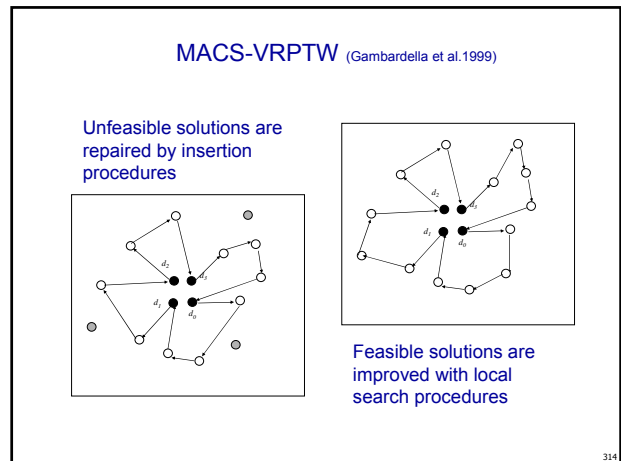 MACS-VRPTW (Gambardella et al.1999)
Unfeasible solutions are
repaired by insertion
procedures
d2
d3
d1
d0
d2
d3
d1
d0
Feasible solutions are
improved with local
search procedures
314